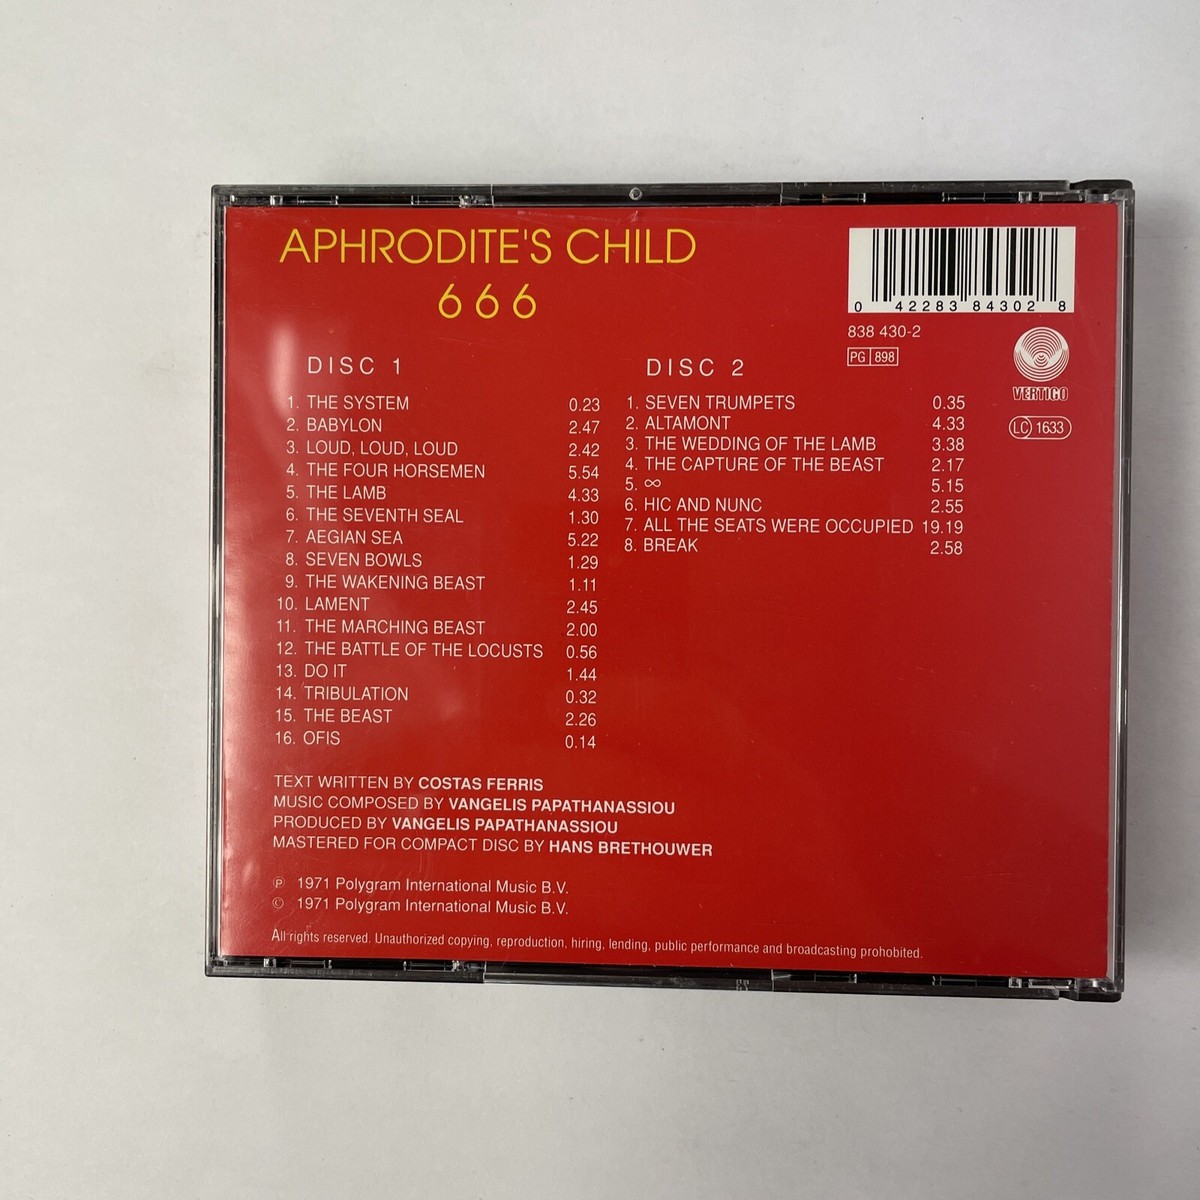 APHRODITE'S CHILD
6 6 6
0 42283 84302 8
838 430-2
PG 898
VERTIGO
LC 1633
DISC 1
1. THE SYSTEM 0.23
2. BABYLON 2.47
3. LOUD, LOUD, LOUD 2.42
4. THE FOUR HORSEMEN 5.54
5. THE LAMB 4.33
6. THE SEVENTH SEAL 1.30
7. AEGIAN SEA 5.22
8. SEVEN BOWLS 1.29
9. THE WAKENING BEAST 1.11
10. LAMENT 2.45
11. THE MARCHING BEAST 2.00
12. THE BATTLE OF THE LOCUSTS 0.56
13. DO IT 1.44
14. TRIBULATION 0.32
15. THE BEAST 2.26
16. OFIS 0.14
DISC 2
1. SEVEN TRUMPETS 0.35
2. ALTAMONT 4.33
3. THE WEDDING OF THE LAMB 3.38
4. THE CAPTURE OF THE BEAST 2.17
5. ∞ 5.15
6. HIC AND NUNC 2.55
7. ALL THE SEATS WERE OCCUPIED 19.19
8. BREAK 2.58
TEXT WRITTEN BY COSTAS FERRIS
MUSIC COMPOSED BY VANGELIS PAPATHANASSIOU
PRODUCED BY VANGELIS PAPATHANASSIOU
MASTERED FOR COMPACT DISC BY HANS BRETHOUWER
℗ 1971 Polygram International Music B.V.
© 1971 Polygram International Music B.V.
All rights reserved. Unauthorized copying, reproduction, hiring, lending, public performance and broadcasting prohobited.